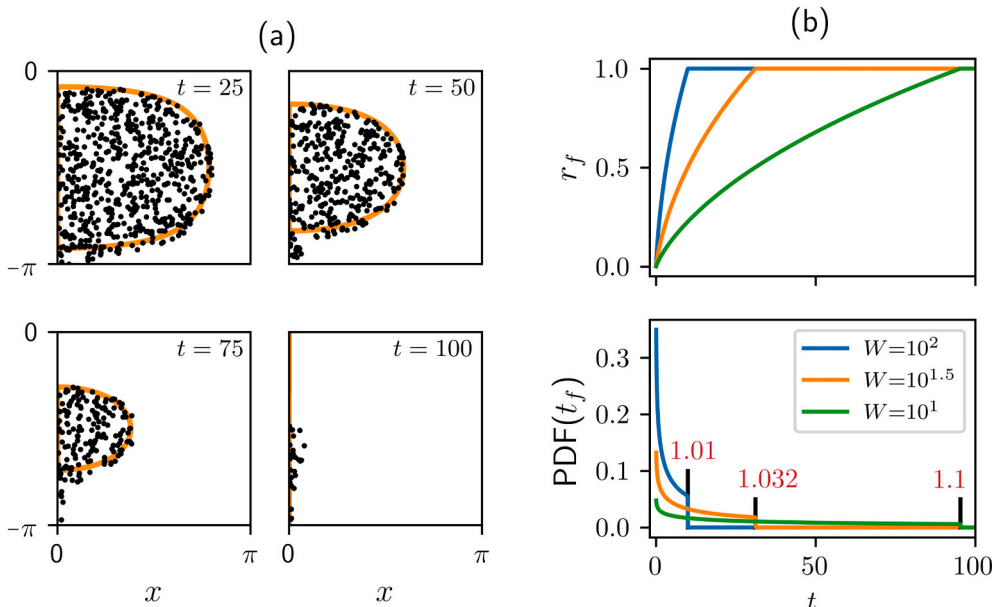 (a)
0
t = 25
t = 50
−π
0
t = 75
t = 100
−π
0
π
0
π
x
x
(b)
1.0
0.5
0.0
r_f
0.3
0.2
0.1
0.0
PDF(t_f)
W=10^2
W=10^{1.5}
W=10^1
1.01
1.032
1.1
0
50
100
t